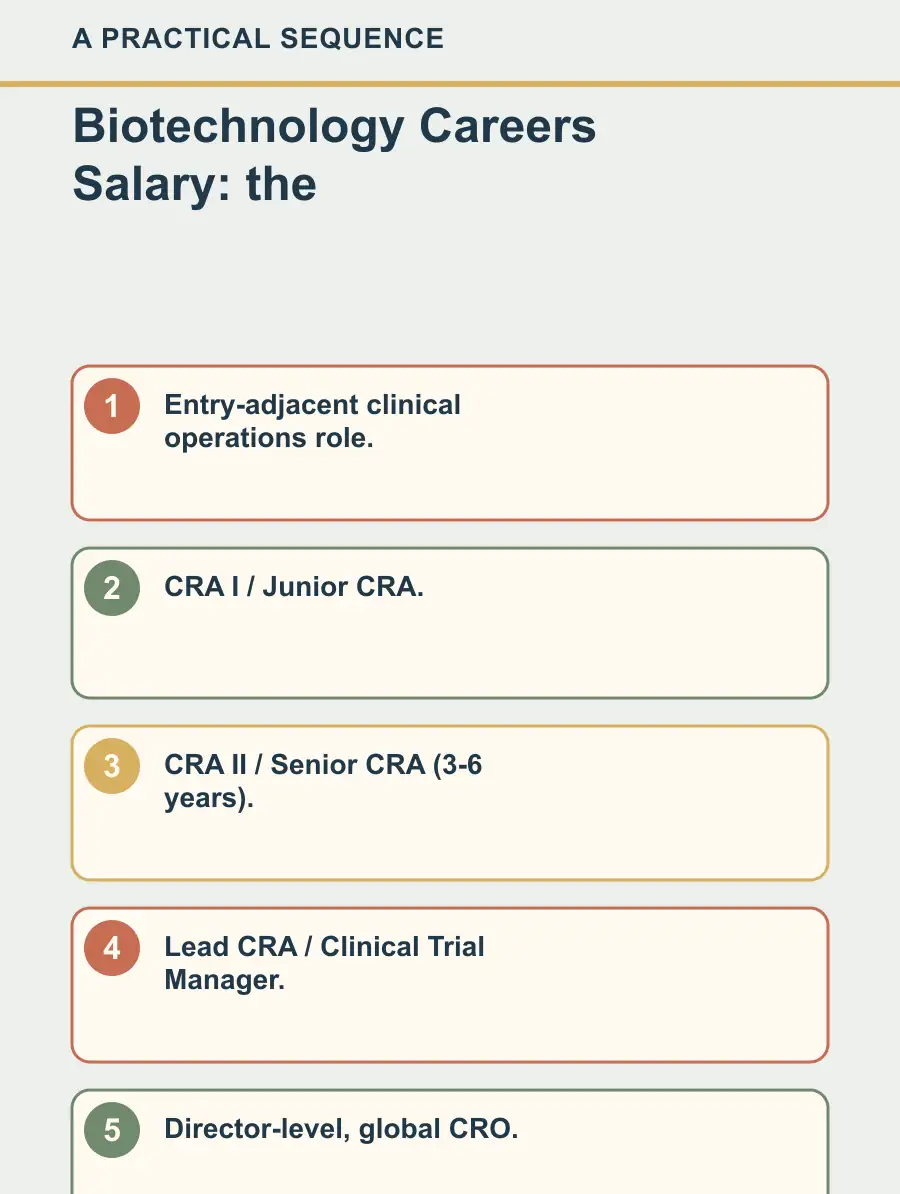 A PRACTICAL SEQUENCE
Biotechnology Careers
Salary: the
1
Entry-adjacent clinical
operations role.
2
CRA I / Junior CRA.
3
CRA II / Senior CRA (3-6
years).
4
Lead CRA / Clinical Trial
Manager.
5
Director-level, global CRO.